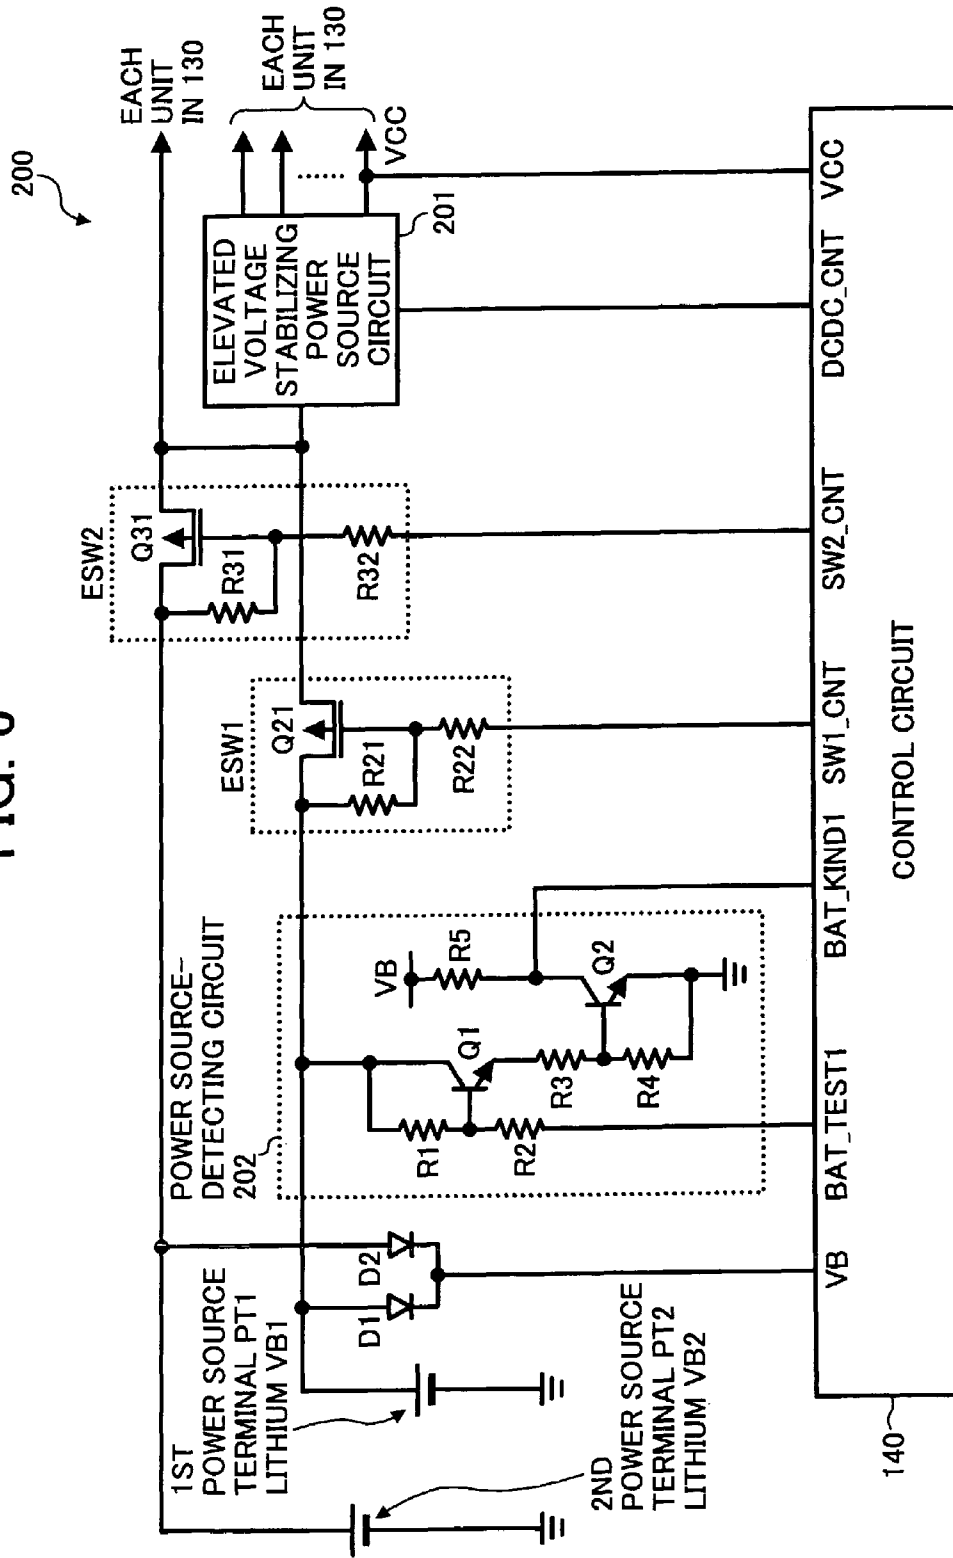 200
EACH
UNIT
IN 130
EACH
UNIT
IN 130
VCC
ELEVATED
VOLTAGE
STABILIZING
POWER
SOURCE
CIRCUIT
201
ESW2
Q31
R31
R32
ESW1
Q21
R21
R22
POWER SOURCE-
DETECTING CIRCUIT
202
VB
R5
Q1
Q2
R1
R2
R3
R4
D1
D2
1ST
POWER SOURCE
TERMINAL PT1
LITHIUM VB1
2ND
POWER SOURCE
TERMINAL PT2
LITHIUM VB2
VB
BAT_TEST1
BAT_KIND1
SW1_CNT
SW2_CNT
DCDC_CNT
VCC
CONTROL CIRCUIT
140